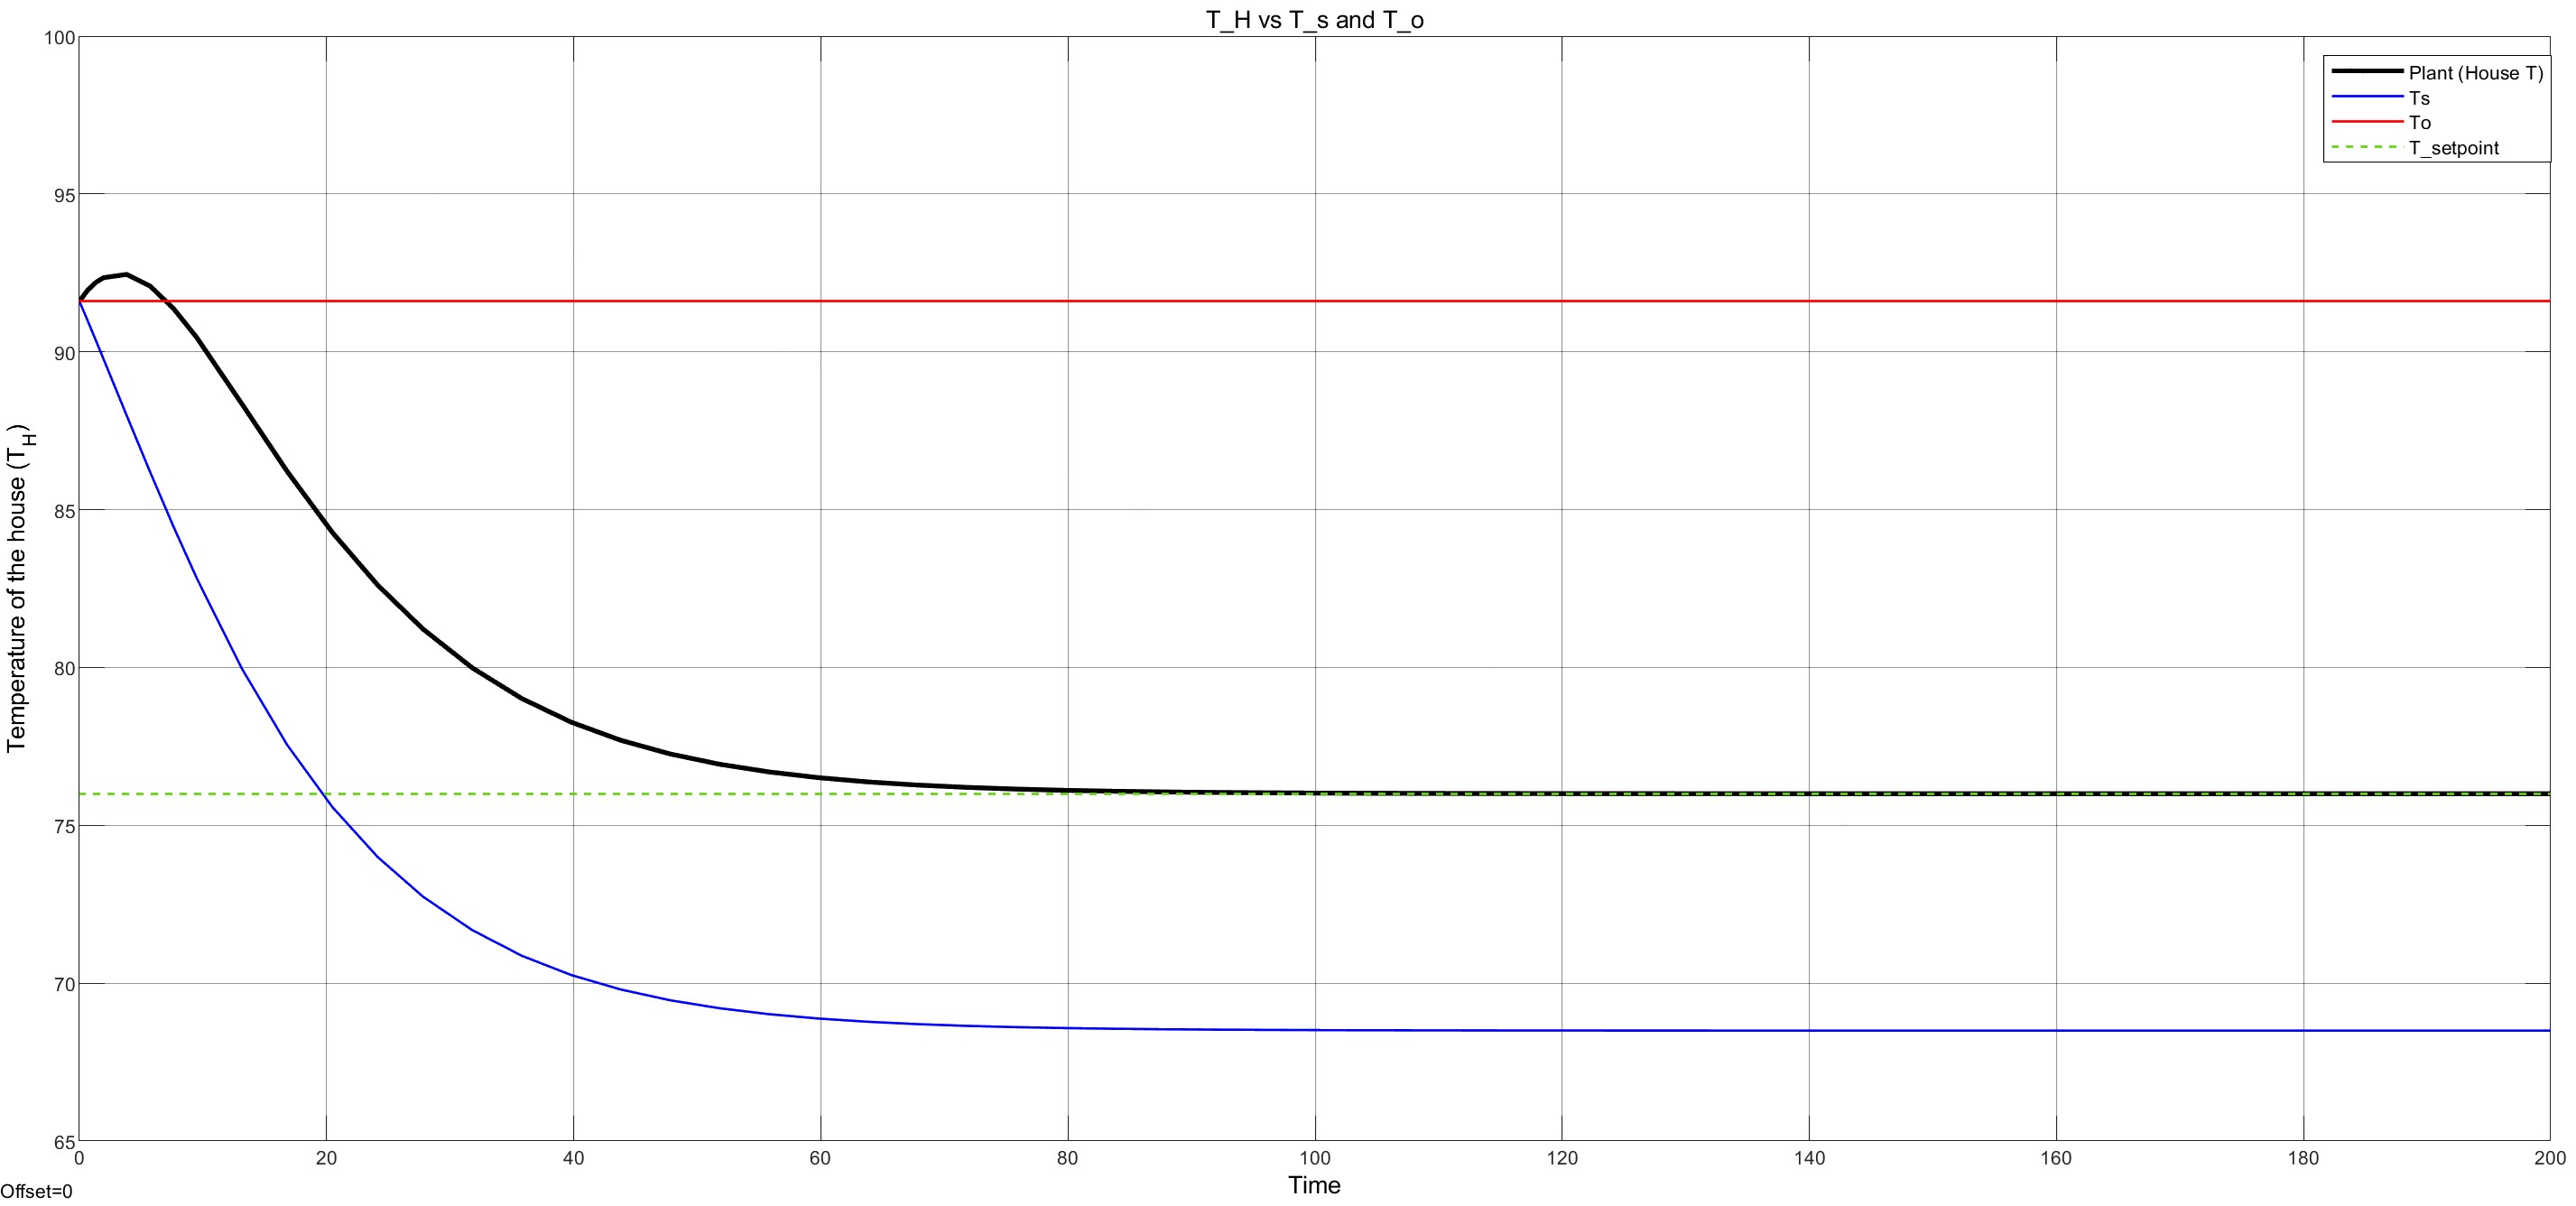 T_H vs T_s and T_o
Plant (House T)
Ts
To
T_setpoint
Temperature of the house (T_H)
100
95
90
85
80
75
70
65
0 20 40 60 80 100 120 140 160 180 200
Time
Offset=0